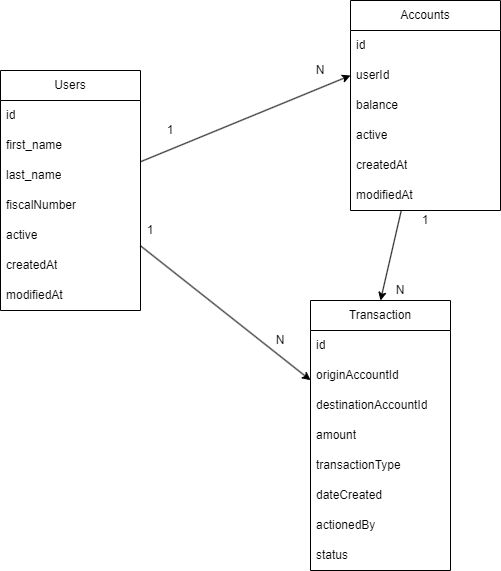 Accounts
id
userId
balance
active
createdAt
modifiedAt
Users
id
first_name
last_name
fiscalNumber
active
createdAt
modifiedAt
1
N
1
N
1
N
Transaction
id
originAccountId
destinationAccountId
amount
transactionType
dateCreated
actionedBy
status